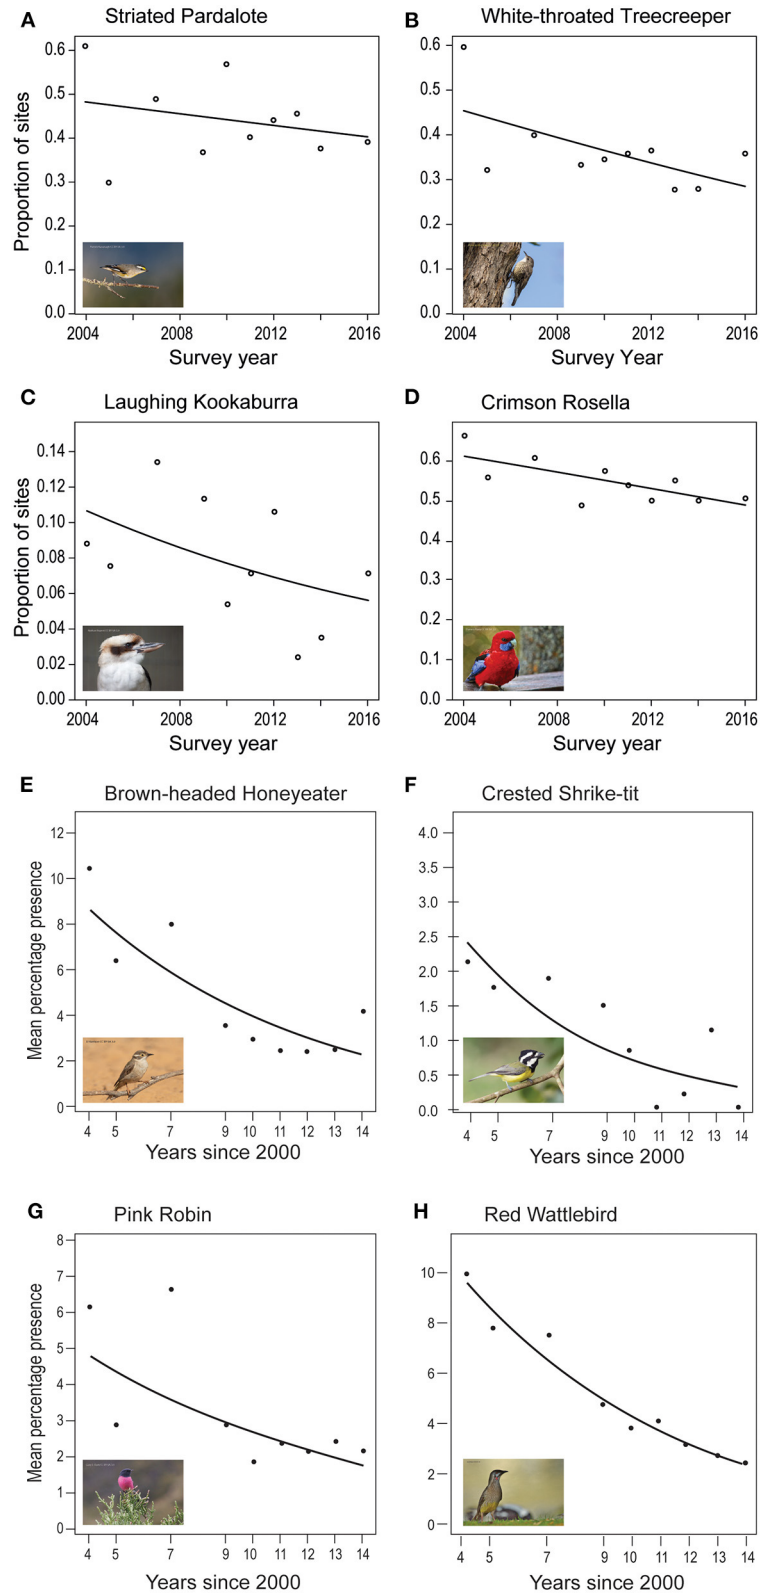 A
Striated Pardalote
Proportion of sites
0.6
0.5
0.4
0.3
0.2
0.1
0.0
2004 2008 2012 2016
Survey year
B
White-throated Treecreeper
0.6
0.5
0.4
0.3
0.2
0.1
0.0
2004 2008 2012 2016
Survey Year
C
Laughing Kookaburra
Proportion of sites
0.14
0.12
0.10
0.08
0.06
0.04
0.02
0.00
2004 2008 2012 2016
Survey year
D
Crimson Rosella
0.6
0.5
0.4
0.3
0.2
0.1
0.0
2004 2008 2012 2016
Survey year
E
Brown-headed Honeyeater
Mean percentage presence
12
10
8
6
4
2
0
4 5 7 9 10 11 12 13 14
Years since 2000
F
Crested Shrike-tit
4.0
3.5
3.0
2.5
2.0
1.5
1.0
0.5
0.0
4 5 7 9 10 11 12 13 14
Years since 2000
G
Pink Robin
Mean percentage presence
8
7
6
5
4
3
2
1
0
4 5 7 9 10 11 12 13 14
Years since 2000
H
Red Wattlebird
10
8
6
4
2
0
4 5 7 9 10 11 12 13 14
Years since 2000